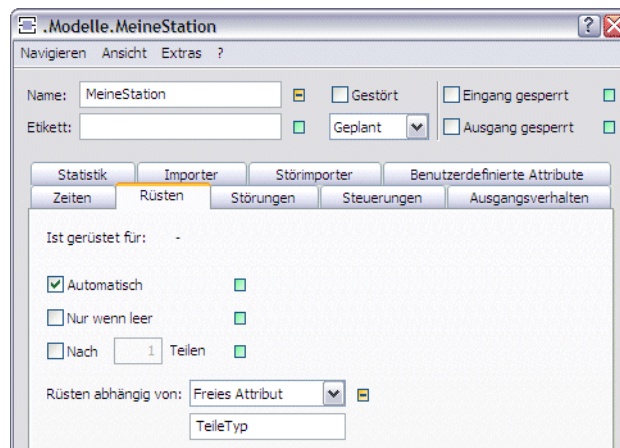 .Modelle.MeineStation
Navigieren Ansicht Extras ?
Name: MeineStation Gestört Eingang gesperrt
Etikett: Geplant Ausgang gesperrt
Statistik Importer Störimporter Benutzerdefinierte Attribute
Zeiten Rüsten Störungen Steuerungen Ausgangsverhalten
Ist gerüstet für: -
Automatisch
Nur wenn leer
Nach 1 Teilen
Rüsten abhängig von: Freies Attribut
TeileTyp